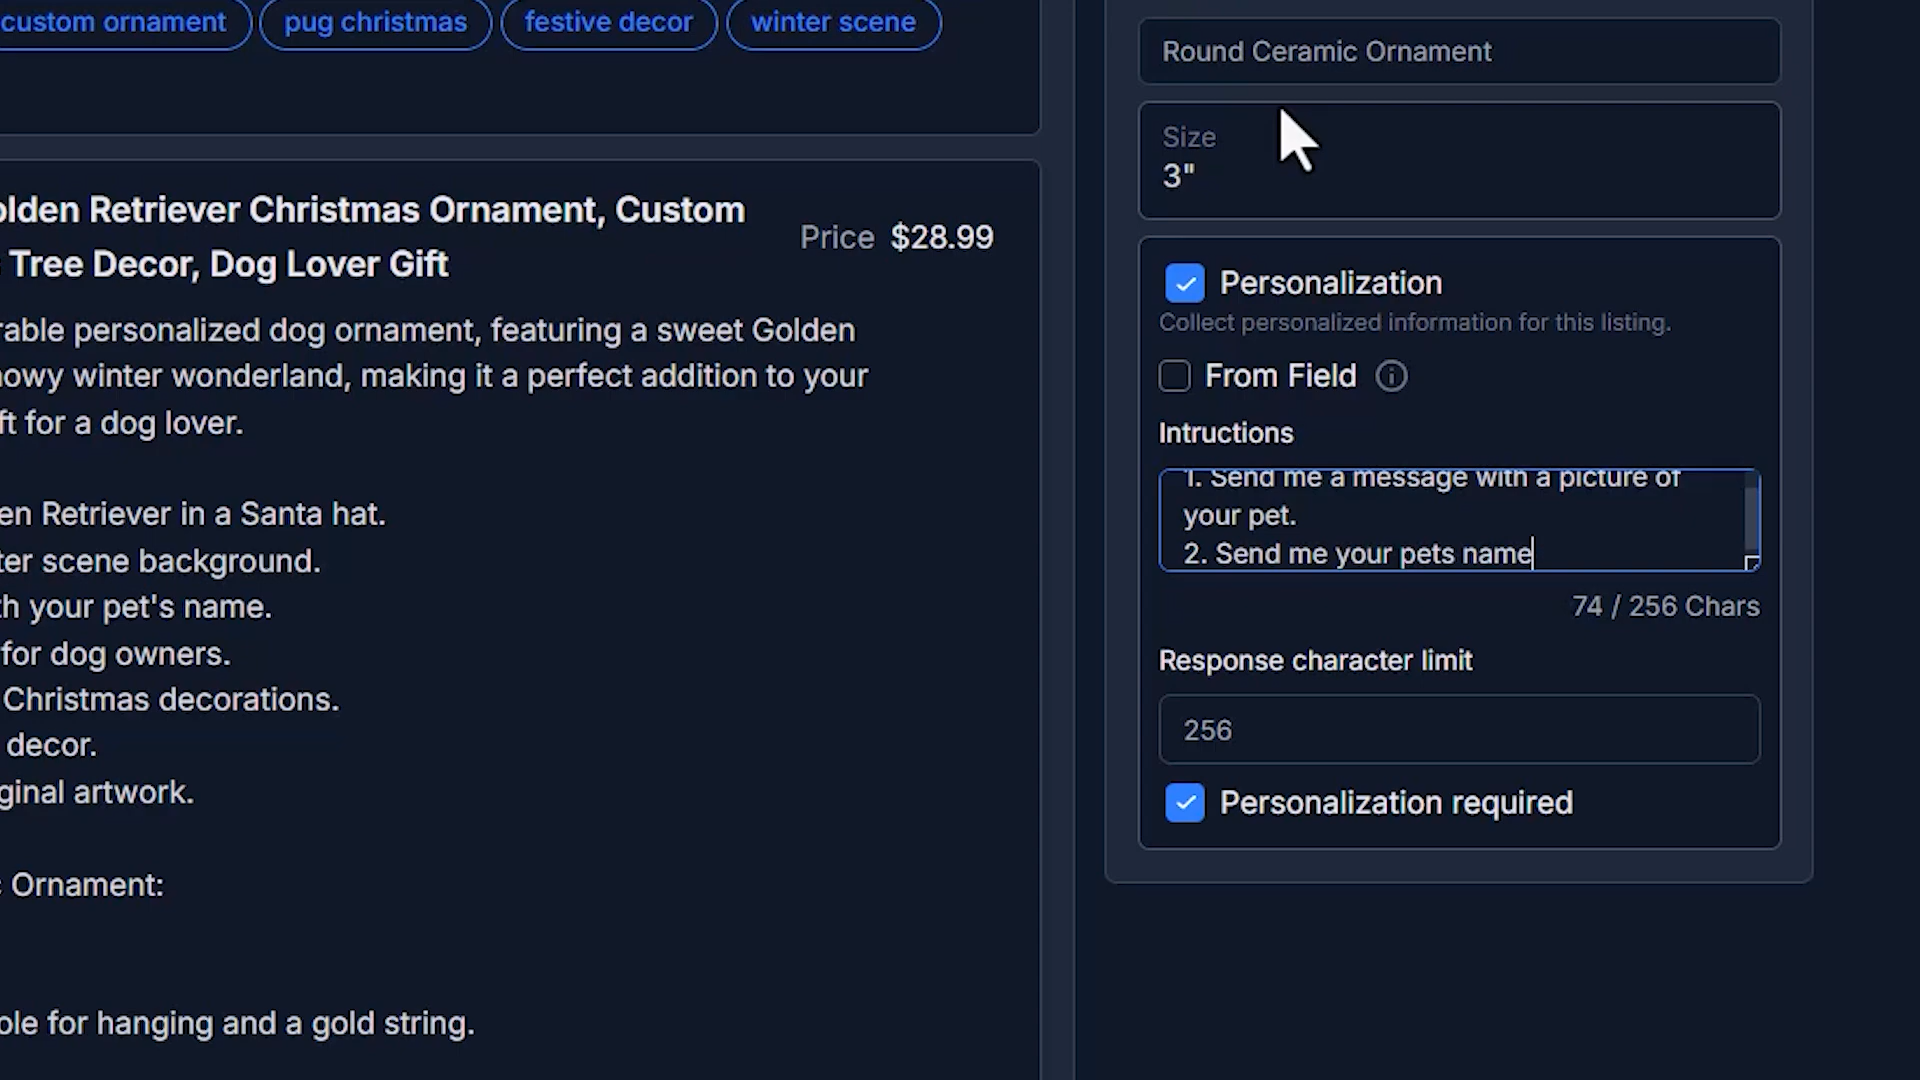 custom ornament
pug christmas
festive decor
winter scene
olden Retriever Christmas Ornament, Custom
Tree Decor, Dog Lover Gift
Price $28.99
rable personalized dog ornament, featuring a sweet Golden
nowy winter wonderland, making it a perfect addition to your
ft for a dog lover.
en Retriever in a Santa hat.
ter scene background.
th your pet's name.
for dog owners.
Christmas decorations.
decor.
ginal artwork.
c Ornament:
ole for hanging and a gold string.
Round Ceramic Ornament
Size
3"
Personalization
Collect personalized information for this listing.
From Field
Intructions
1. Send me a message with a picture of
your pet.
2. Send me your pets name
74 / 256 Chars
Response character limit
256
Personalization required